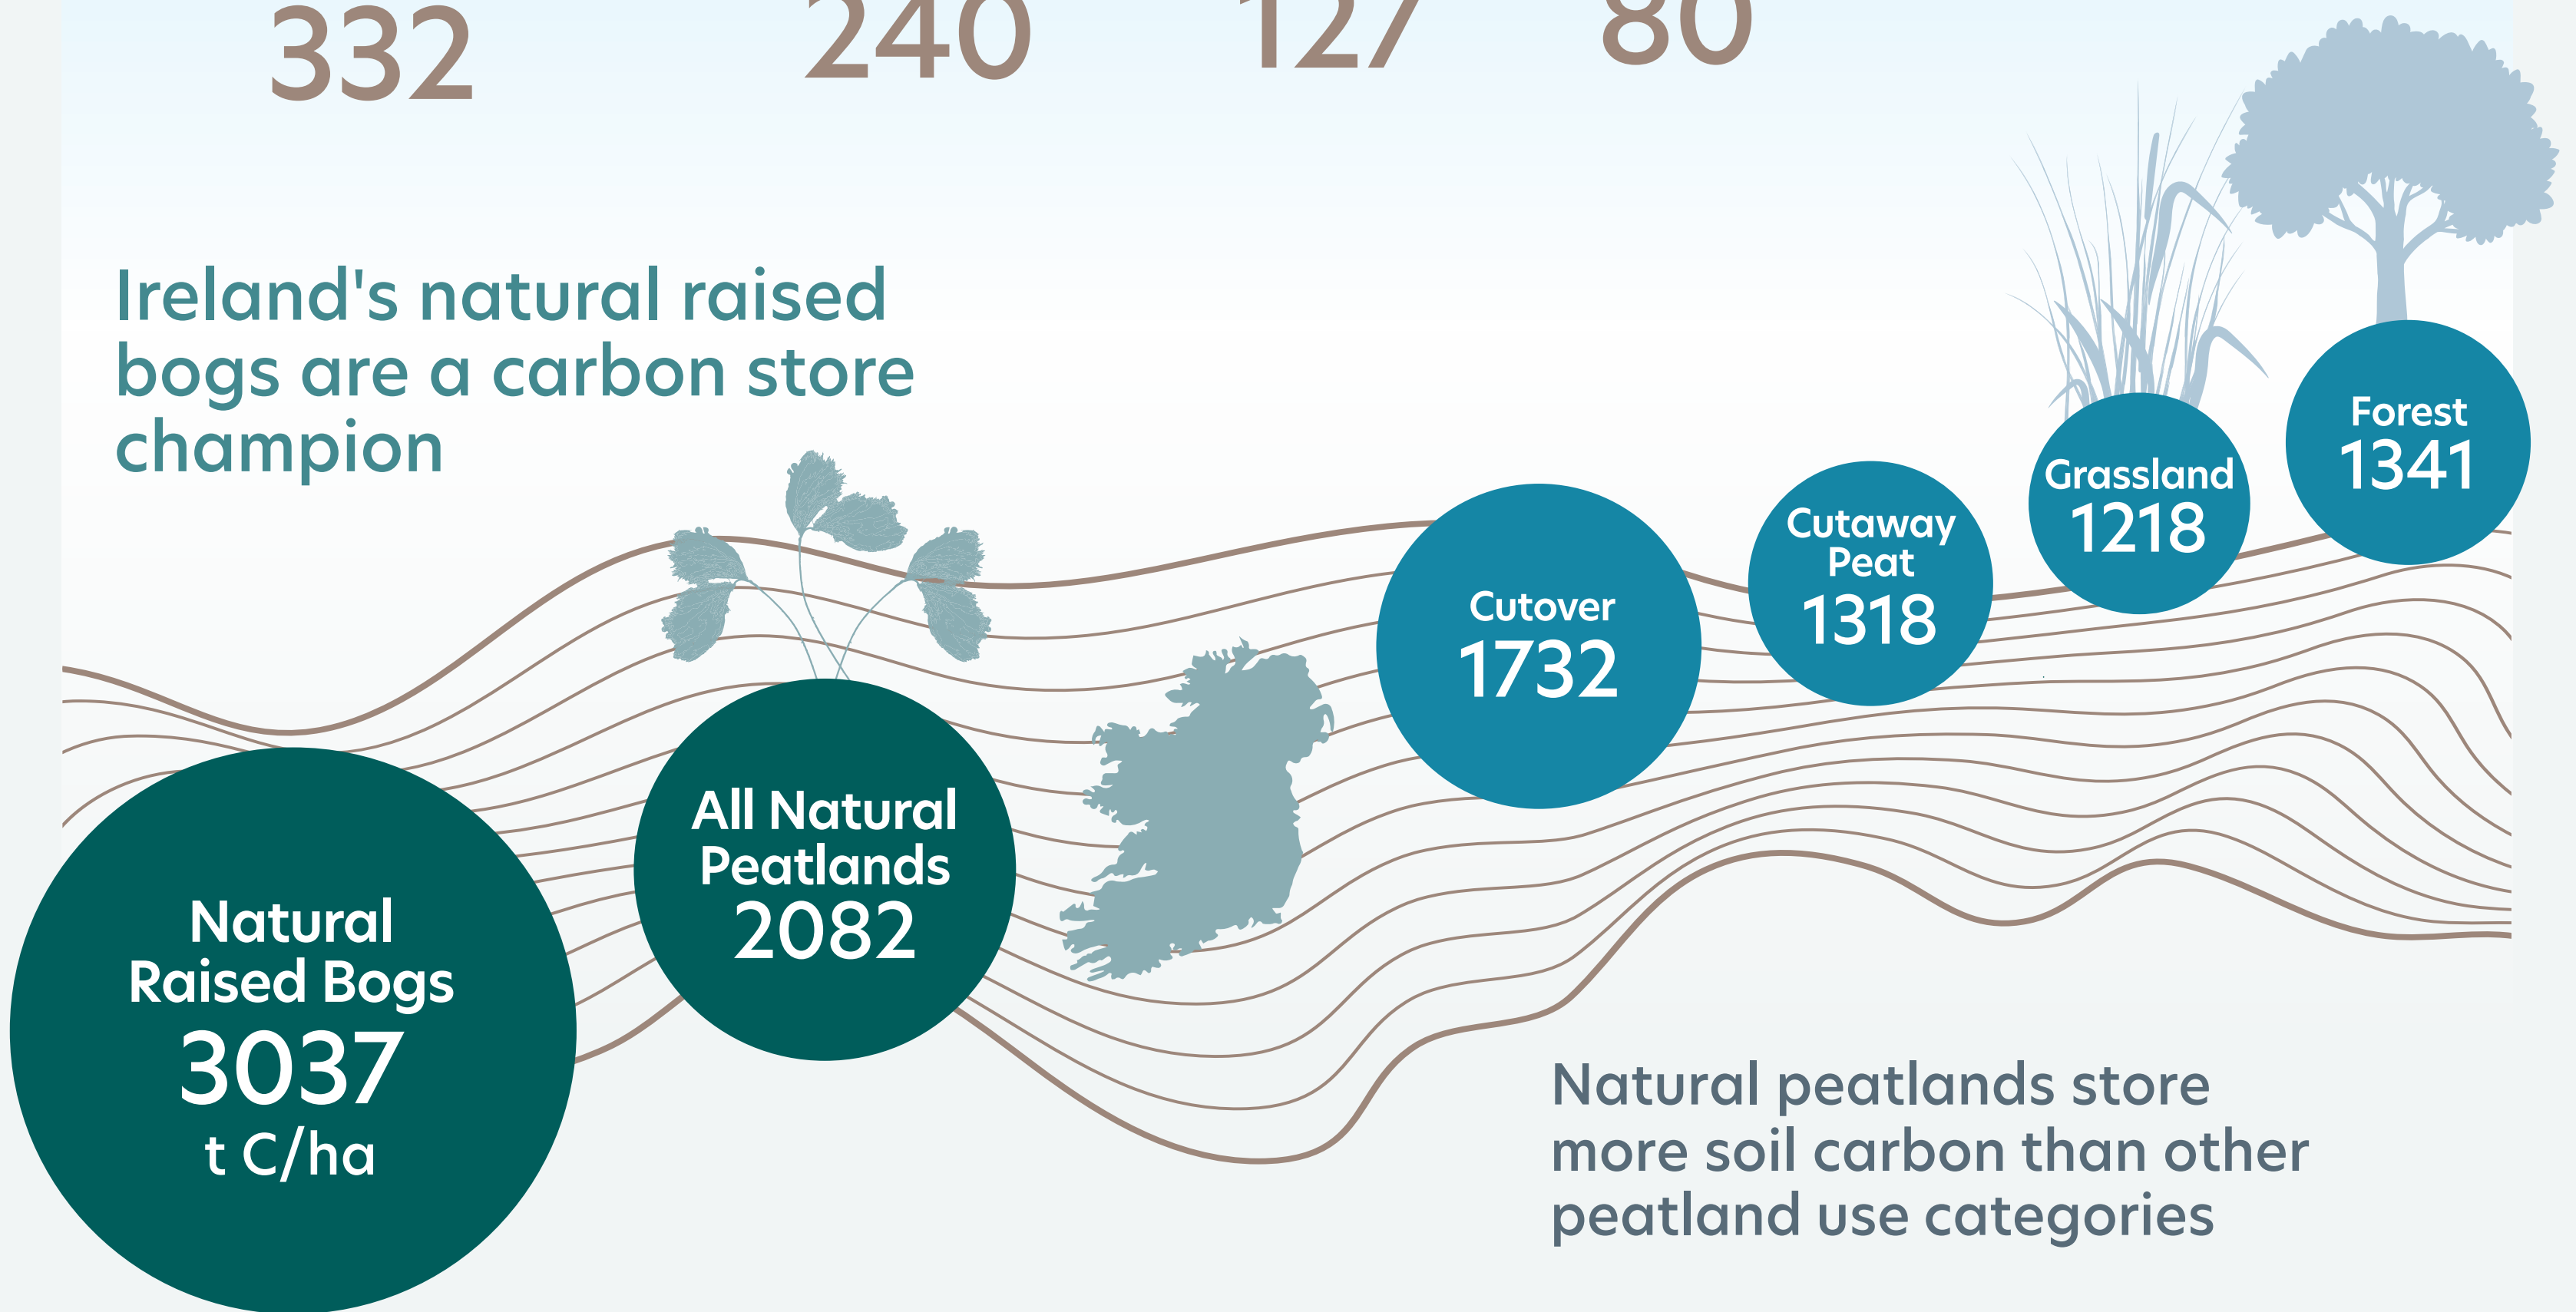 332
240
127
80
Ireland's natural raised
bogs are a carbon store
champion
Forest
1341
Grassland
1218
Cutaway
Peat
1318
Cutover
1732
All Natural
Peatlands
2082
Natural
Raised Bogs
3037
t C/ha
Natural peatlands store
more soil carbon than other
peatland use categories